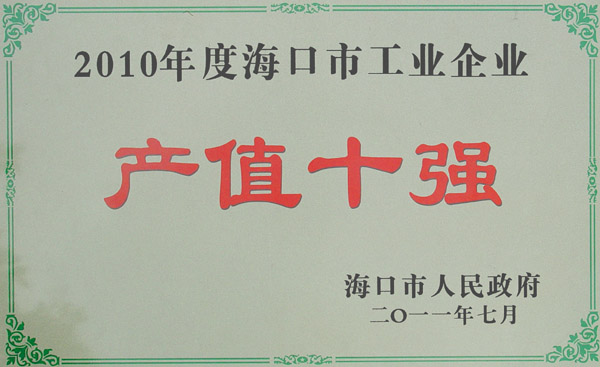 2010年度海口市工业企业
产值十强
海口市人民政府
二〇一一年七月